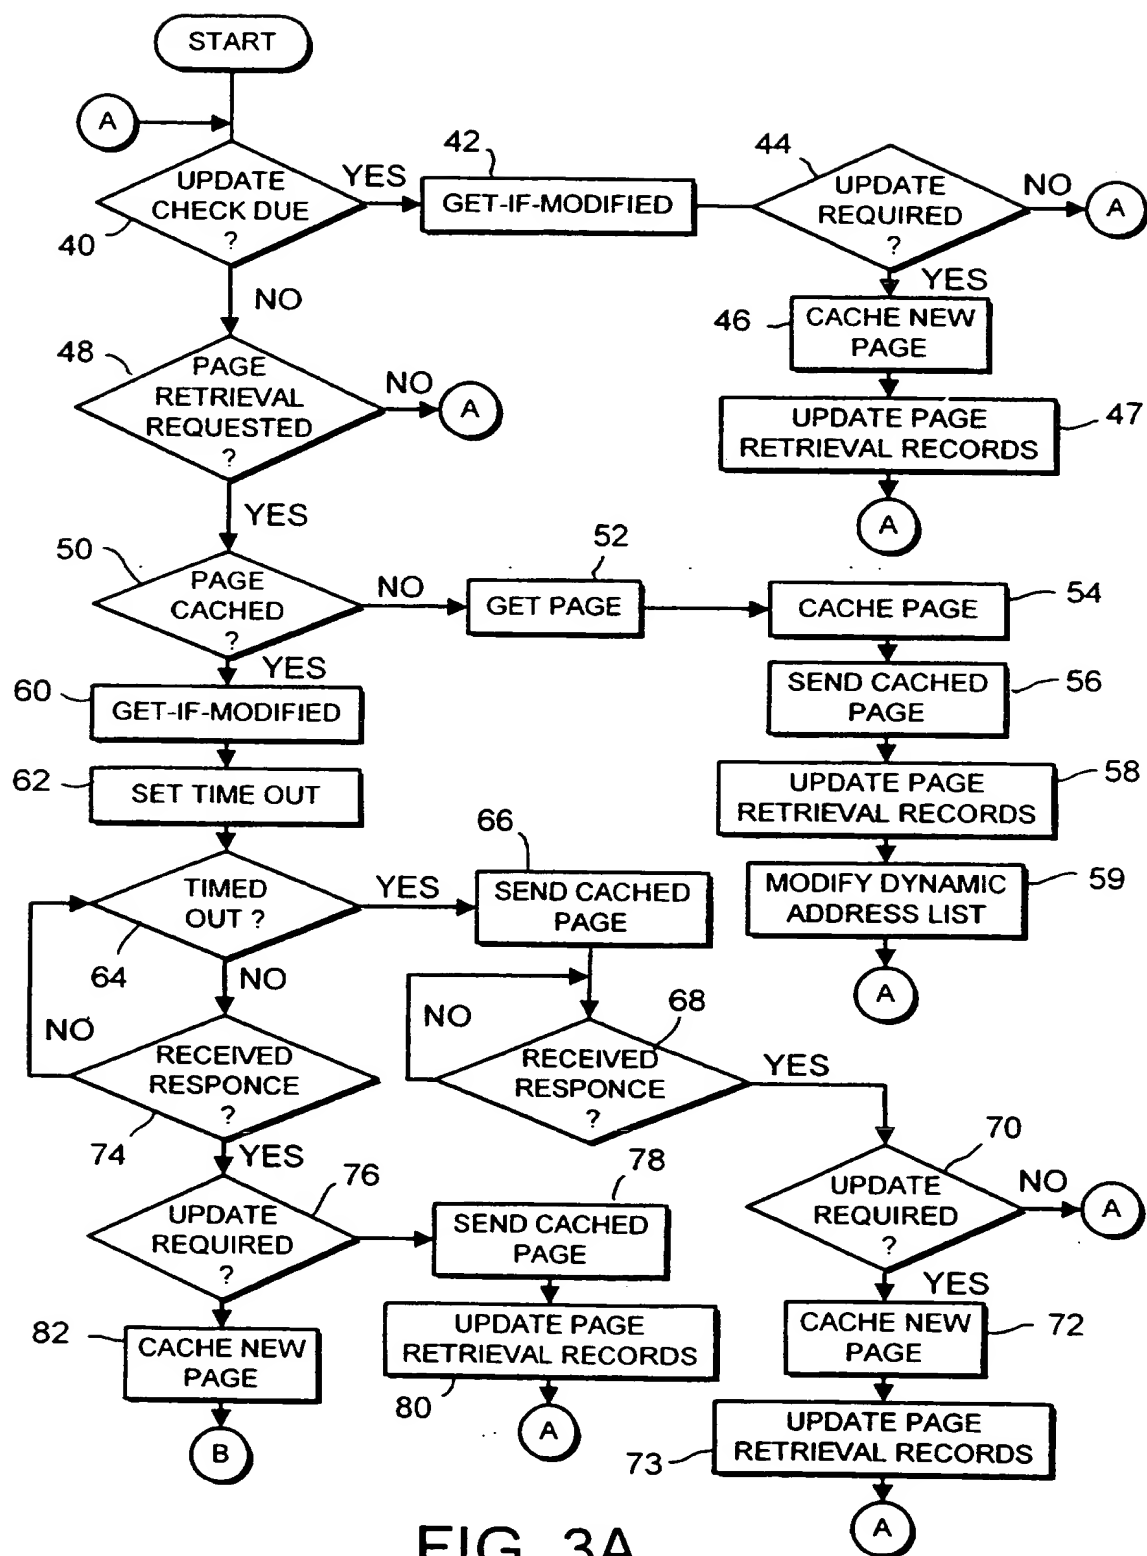 START
A
UPDATE
CHECK DUE
?
40
YES
42
GET-IF-MODIFIED
44
UPDATE
REQUIRED
?
NO
A
YES
46
CACHE NEW
PAGE
47
UPDATE PAGE
RETRIEVAL RECORDS
A
NO
48
PAGE
RETRIEVAL
REQUESTED
?
NO
A
YES
50
PAGE
CACHED
?
NO
52
GET PAGE
CACHE PAGE
54
SEND CACHED
PAGE
56
UPDATE PAGE
RETRIEVAL RECORDS
58
MODIFY DYNAMIC
ADDRESS LIST
59
A
YES
60
GET-IF-MODIFIED
62
SET TIME OUT
TIMED
OUT ?
64
YES
66
SEND CACHED
PAGE
NO
NO
RECEIVED
RESPONCE
?
74
NO
68
RECEIVED
RESPONCE
?
YES
70
UPDATE
REQUIRED
?
NO
A
YES
CACHE NEW
PAGE
72
UPDATE PAGE
RETRIEVAL RECORDS
73
A
YES
76
UPDATE
REQUIRED
?
78
SEND CACHED
PAGE
UPDATE PAGE
RETRIEVAL RECORDS
80
A
82
CACHE NEW
PAGE
B
FIG. 3A